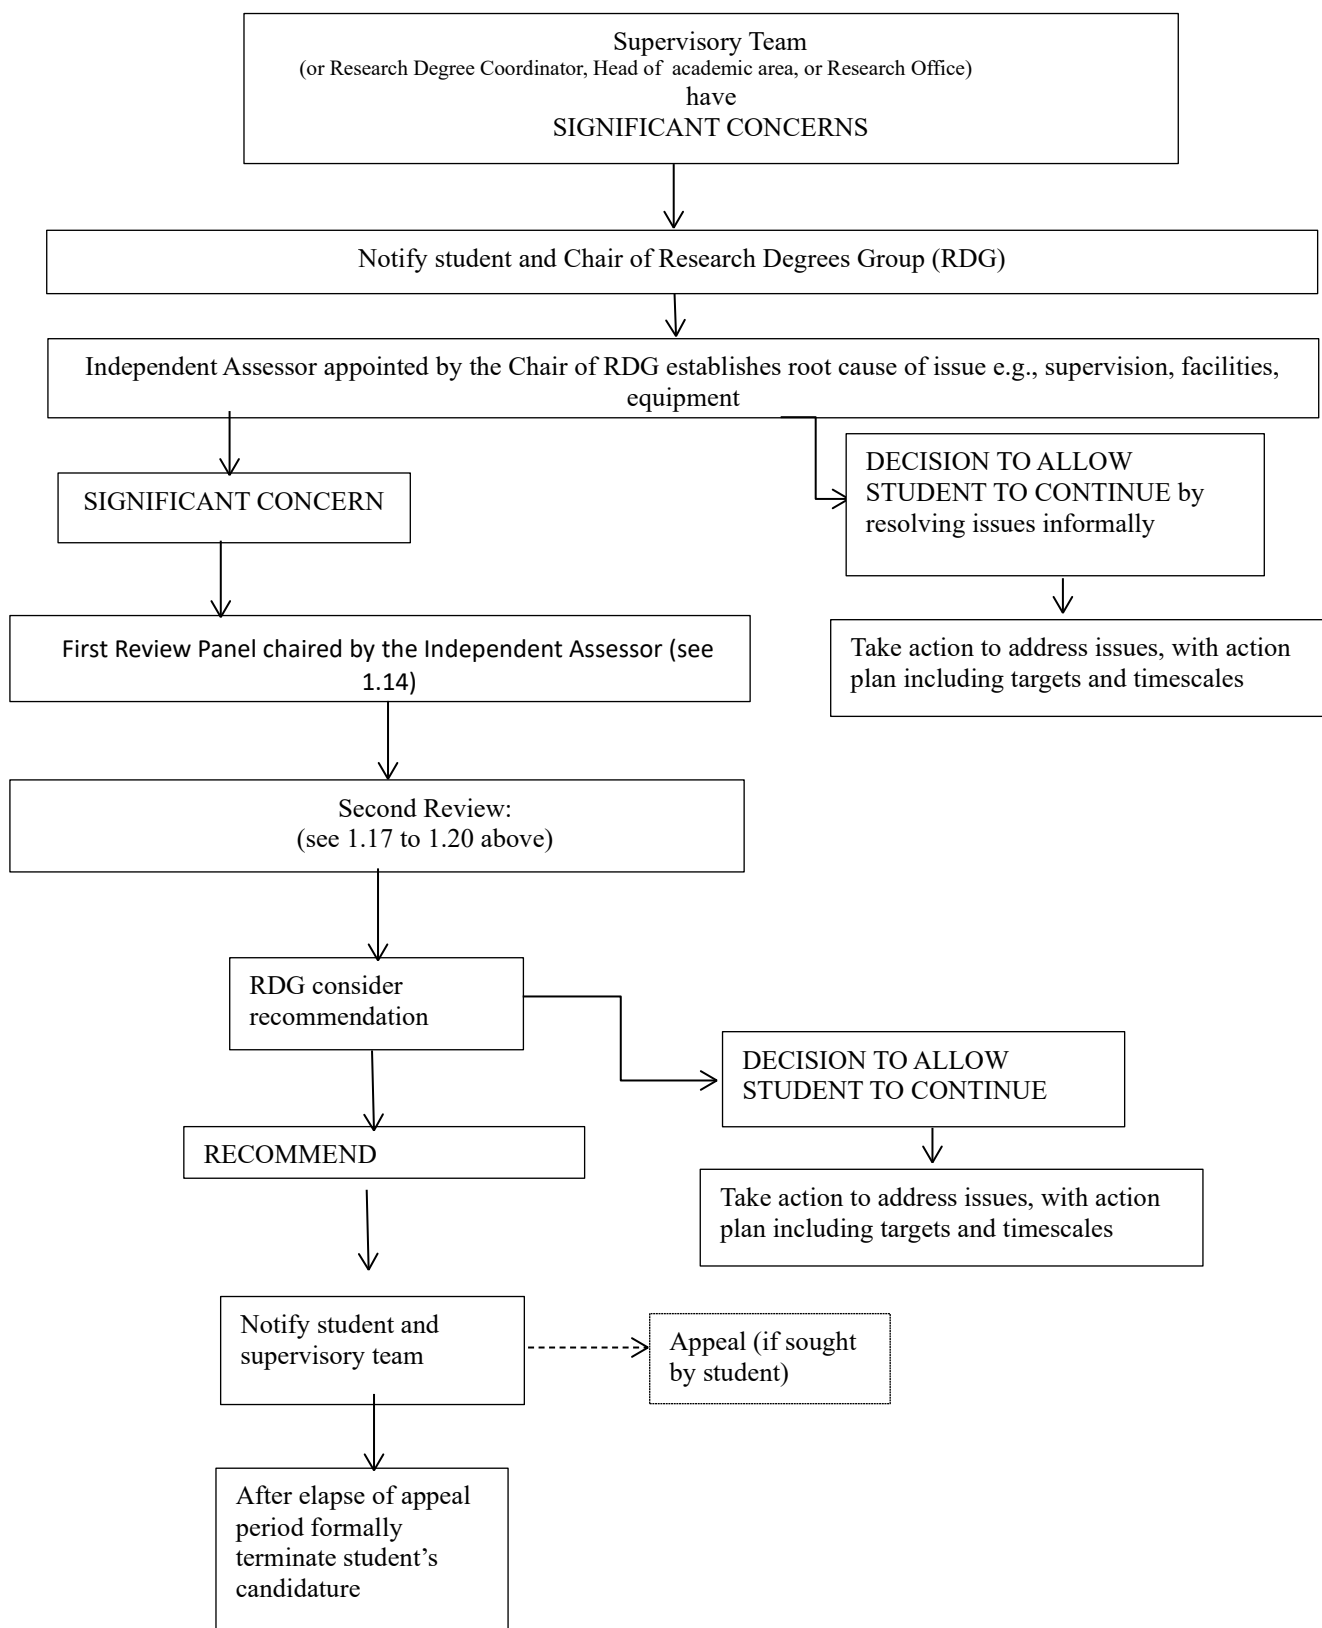 Supervisory Team
(or Research Degree Coordinator, Head of academic area, or Research Office)
have
SIGNIFICANT CONCERNS
Notify student and Chair of Research Degrees Group (RDG)
Independent Assessor appointed by the Chair of RDG establishes root cause of issue e.g., supervision, facilities,
equipment
DECISION TO ALLOW
STUDENT TO CONTINUE by
resolving issues informally
SIGNIFICANT CONCERN
First Review Panel chaired by the Independent Assessor (see
1.14)
Take action to address issues, with action
plan including targets and timescales
Second Review:
(see 1.17 to 1.20 above)
RDG consider
recommendation
DECISION TO ALLOW
STUDENT TO CONTINUE
RECOMMEND
Take action to address issues, with action
plan including targets and timescales
Notify student and
supervisory team
Appeal (if sought
by student)
After elapse of appeal
period formally
terminate student’s
candidature